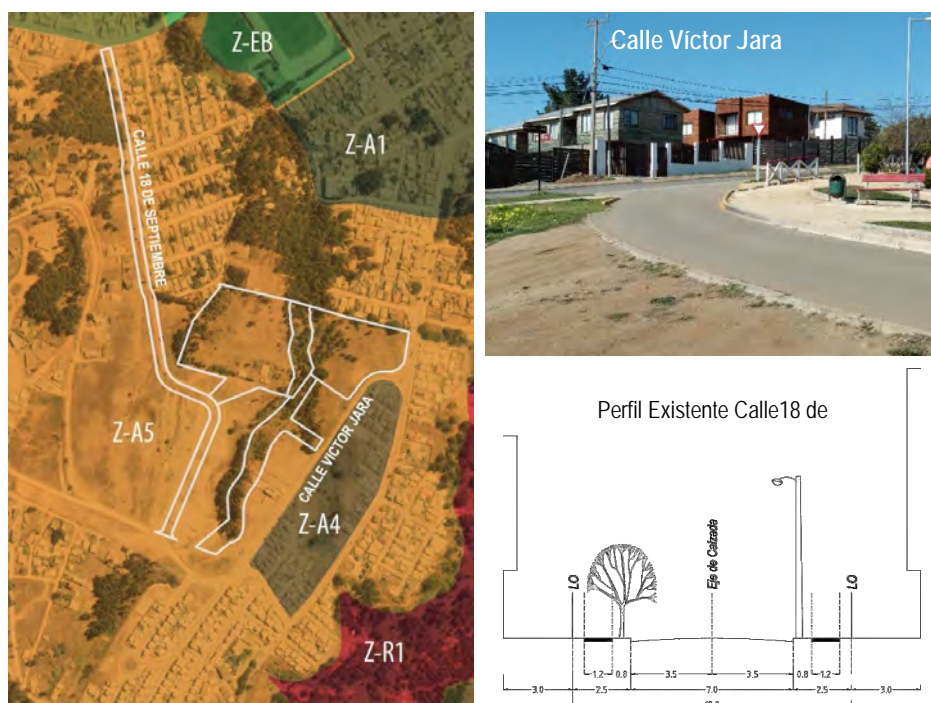 Z-EB
Z-A1
CALLE 18 DE SEPTIEMBRE
Z-A5
CALLE VÍCTOR JARA
Z-A4
Z-R1
Calle Víctor Jara
Perfil Existente Calle18 de
Eje de Calzada
LO
LO
1.2 0.8 3.5 3.5 0.8 1.2
3.0 2.5 7.0 2.5 3.0